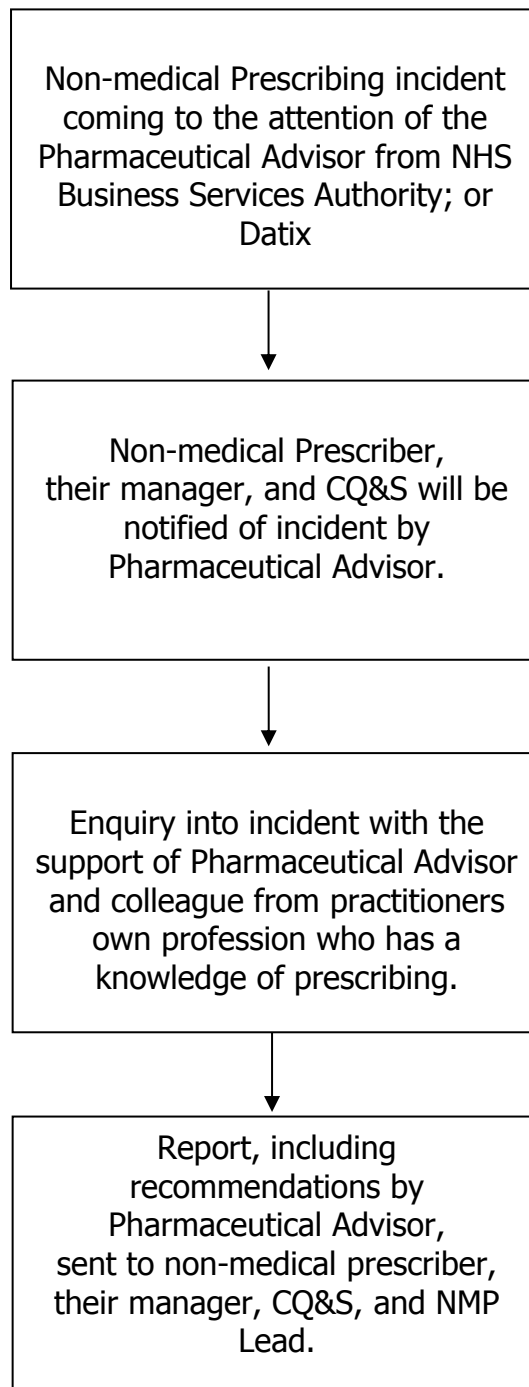 Non-medical Prescribing incident
coming to the attention of the
Pharmaceutical Advisor from NHS
Business Services Authority; or
Datix
Non-medical Prescriber,
their manager, and CQ&S will be
notified of incident by
Pharmaceutical Advisor.
Enquiry into incident with the
support of Pharmaceutical Advisor
and colleague from practitioners
own profession who has a
knowledge of prescribing.
Report, including
recommendations by
Pharmaceutical Advisor,
sent to non-medical prescriber,
their manager, CQ&S, and NMP
Lead.